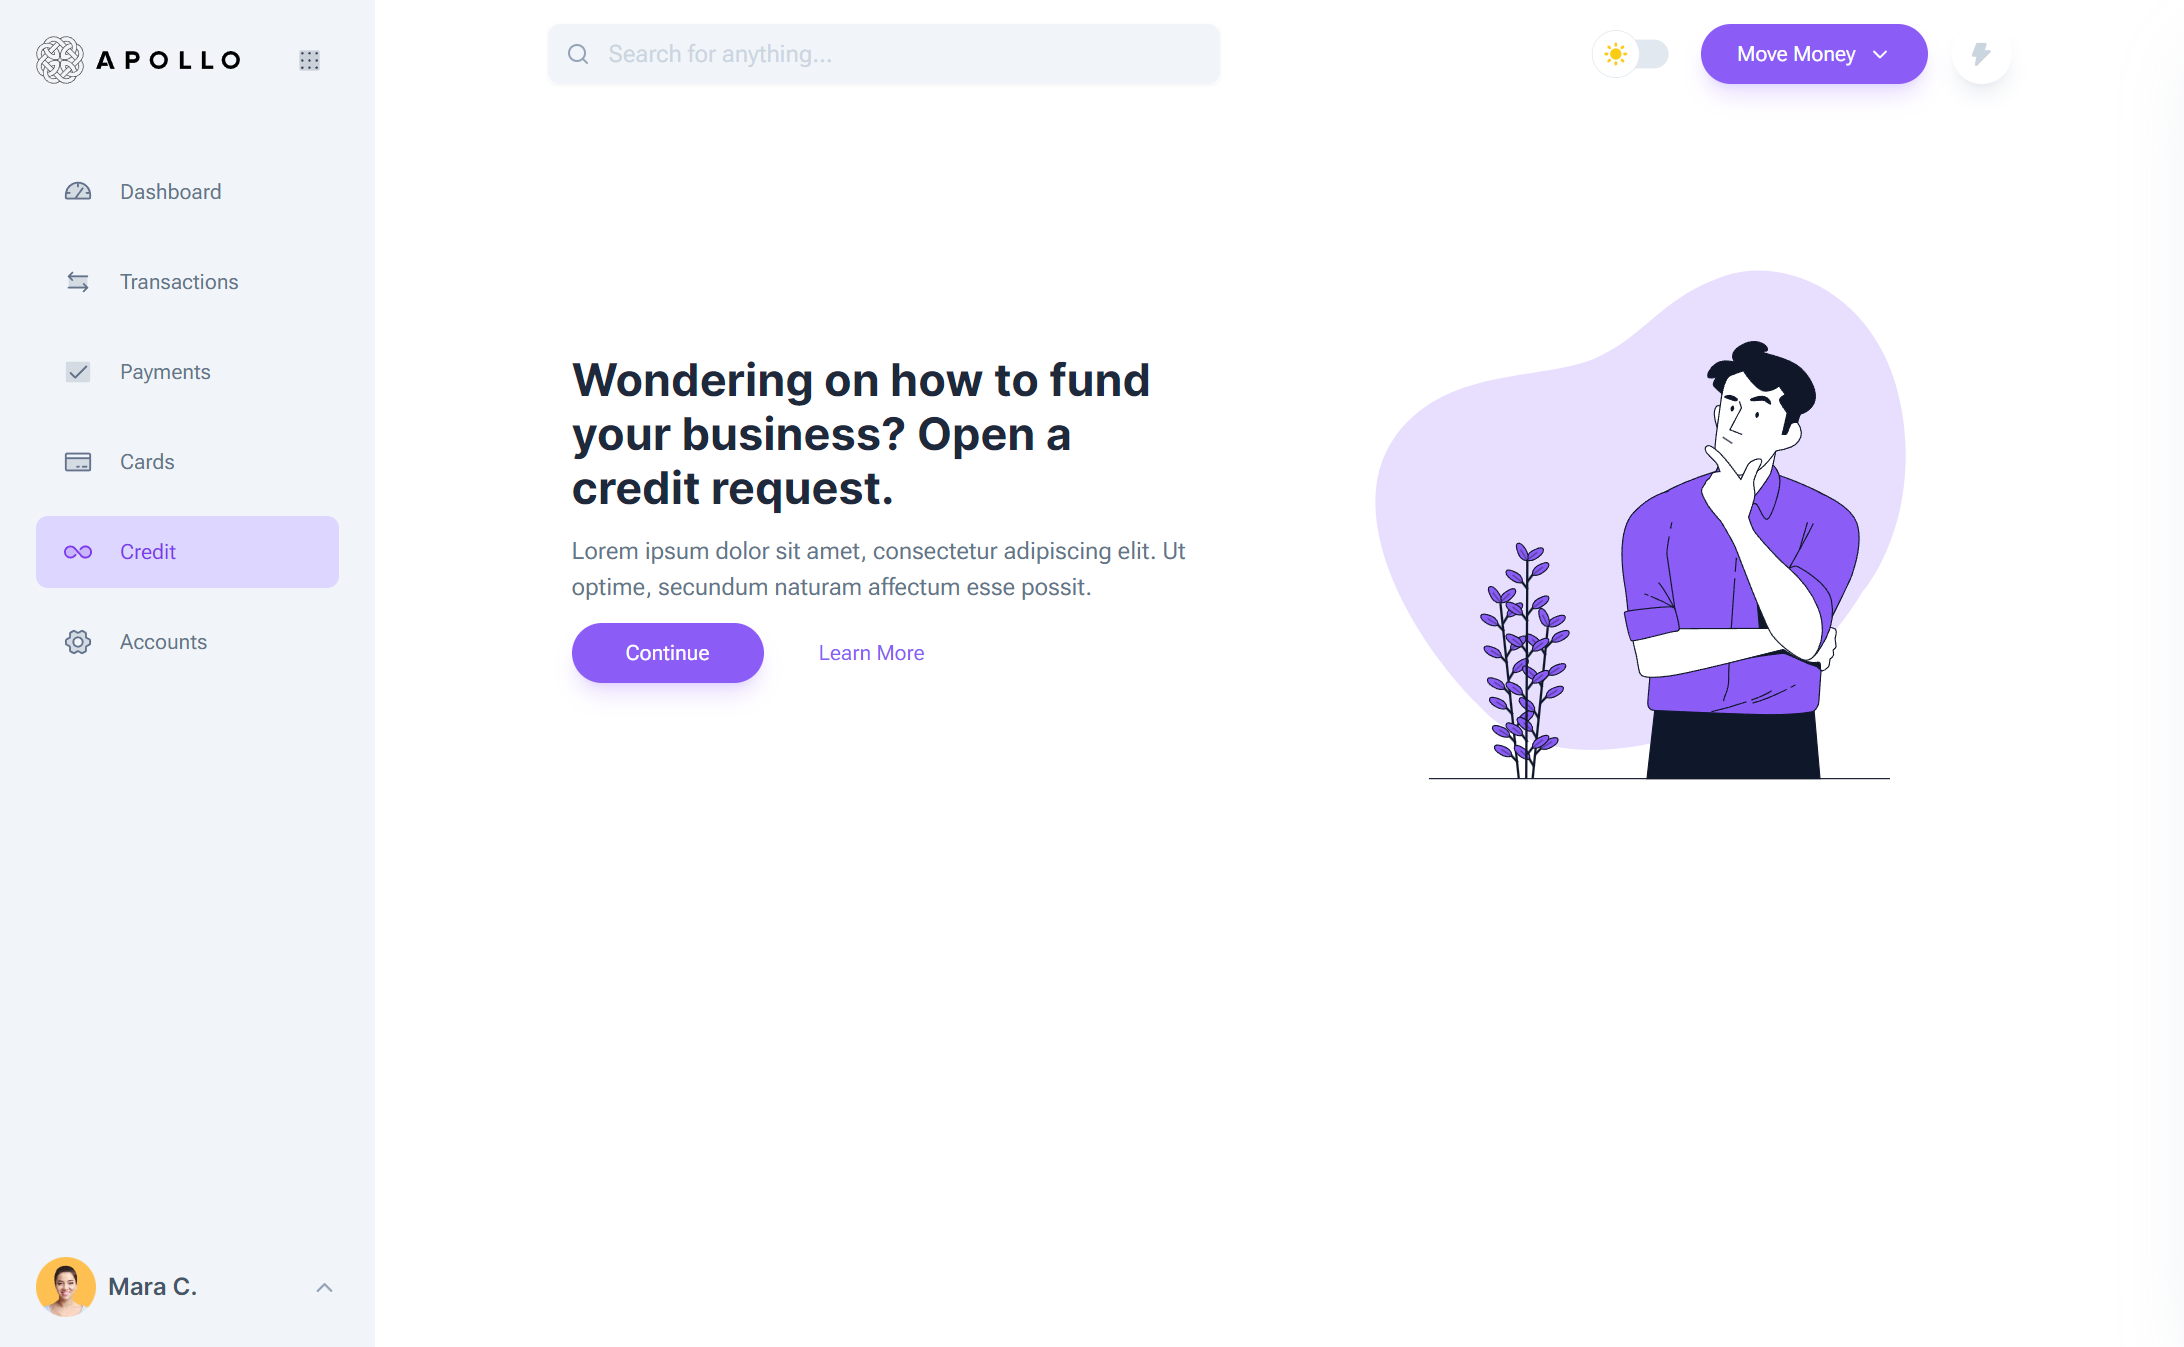 APOLLO
Search for anything...
Move Money
Dashboard
Transactions
Payments
Cards
Credit
Accounts
Wondering on how to fund
your business? Open a
credit request.
Lorem ipsum dolor sit amet, consectetur adipiscing elit. Ut
optime, secundum naturam affectum esse possit.
Continue
Learn More
Mara C.